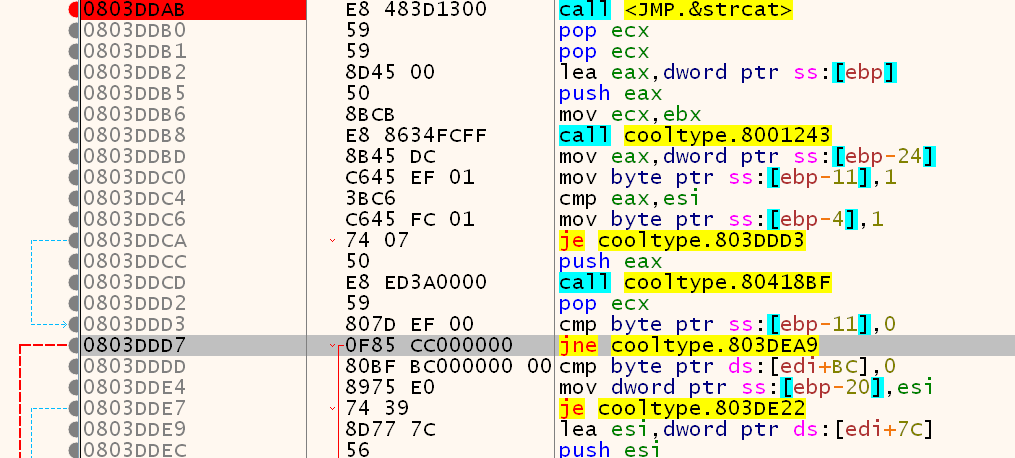 0803DDAB E8 483D1300 call <JMP.&strcat>
0803DDB0 59 pop ecx
0803DDB1 59 pop ecx
0803DDB2 8D45 00 lea eax,dword ptr ss:[ebp]
0803DDB5 50 push eax
0803DDB6 8BCB mov ecx,ebx
0803DDB8 E8 8634FCFF call cooltype.8001243
0803DDBD 8B45 DC mov eax,dword ptr ss:[ebp-24]
0803DDC0 C645 EF 01 mov byte ptr ss:[ebp-11],1
0803DDC4 3BC6 cmp eax,esi
0803DDC6 C645 FC 01 mov byte ptr ss:[ebp-4],1
0803DDCA 74 07 je cooltype.803DDD3
0803DDCC 50 push eax
0803DDCD E8 ED3A0000 call cooltype.80418BF
0803DDD2 59 pop ecx
0803DDD3 807D EF 00 cmp byte ptr ss:[ebp-11],0
0803DDD7 0F85 CC000000 jne cooltype.803DEA9
0803DDDD 80BF BC000000 00 cmp byte ptr ds:[edi+BC],0
0803DDE4 8975 E0 mov dword ptr ss:[ebp-20],esi
0803DDE7 74 39 je cooltype.803DE22
0803DDE9 8D77 7C lea esi,dword ptr ds:[edi+7C]
0803DDEC 56 push esi